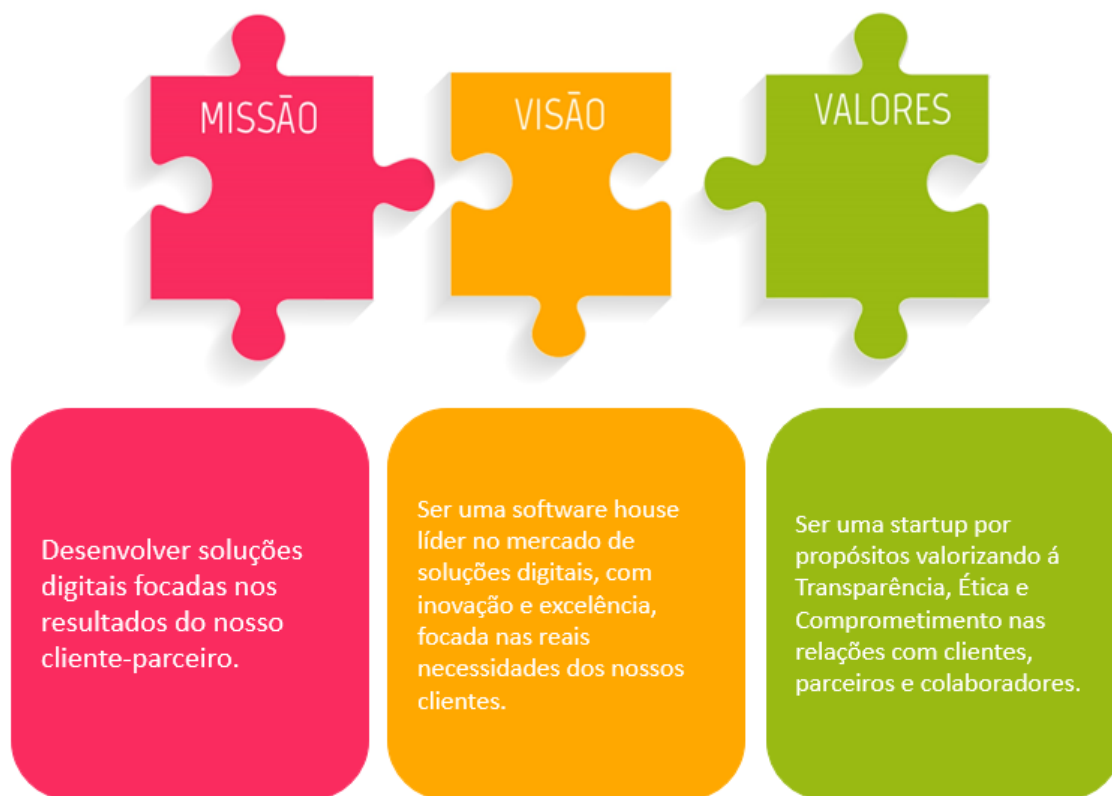 MISSÃO
VISÃO
VALORES
Desenvolver soluções
digitais focadas nos
resultados do nosso
cliente-parceiro.
Ser uma software house
líder no mercado de
soluções digitais, com
inovação e excelência,
focada nas reais
necessidades dos nossos
clientes.
Ser uma startup por
propósitos valorizando á
Transparência, Ética e
Comprometimento nas
relações com clientes,
parceiros e colaboradores.